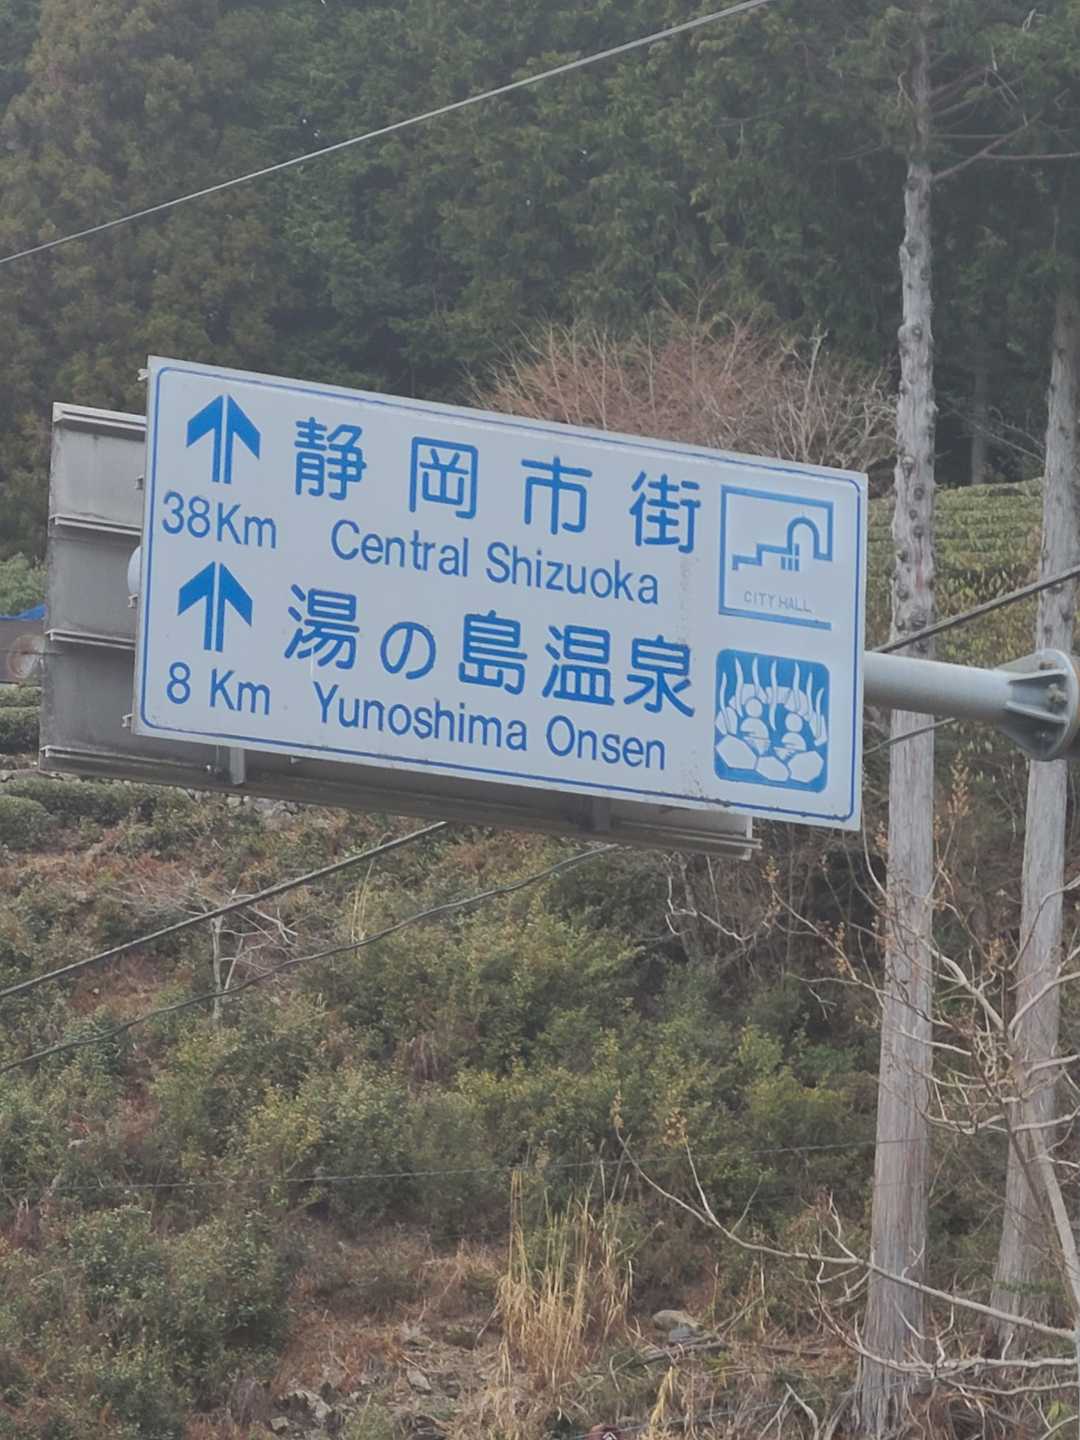 静岡市街
38Km Central Shizuoka
CITY HALL
湯の島温泉
8 Km Yunoshima Onsen